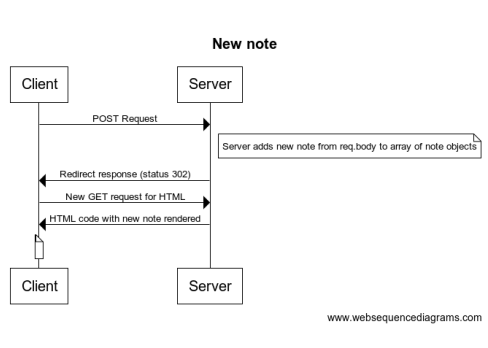 New note
Client
Server
POST Request
Server adds new note from req.body to array of note objects
Redirect response (status 302)
New GET request for HTML
HTML code with new note rendered
Client
Server
www.websequencediagrams.com